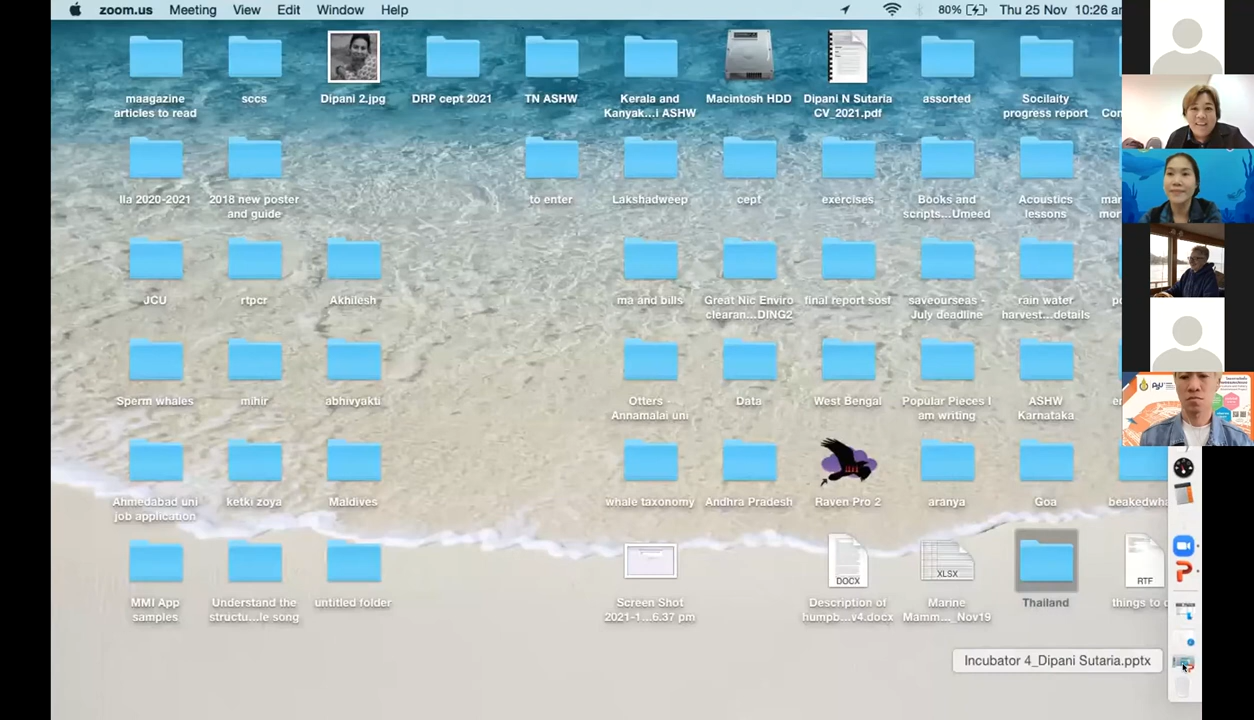 zoom.us Meeting View Edit Window Help 80% Thu 25 Nov 10:26
maagazine
articles to read
sccs
Dipani 2.jpg
DRP cept 2021
TN ASHW
Kerala and
Kanyak...i ASHW
Macintosh HDD
Dipani N Sutaria
CV_2021.pdf
assorted
Socilaity
progress report
lla 2020-2021
2018 new poster
and guide
to enter
Lakshadweep
cept
exercises
Books and
scripts...Umeed
Acoustics
lessons
JCU
rtpcr
Akhilesh
ma and bills
Great Nic Enviro
clearan...DING2
final report sosf
saveourseas -
July deadline
rain water
harvest...details
Sperm whales
mihir
abhivyakti
Otters -
Annamalai uni
Data
West Bengal
Popular Pieces I
am writing
ASHW
Karnataka
Ahmedabad uni
job application
ketki zoya
Maldives
whale taxonomy
Andhra Pradesh
Raven Pro 2
aranya
Goa
beakedwha
MMI App
samples
Understand the
structu...le song
untitled folder
Screen Shot
2021-1...6.37 pm
DOCX
Description of
humpb...v4.docx
XLSX
Marine
Mamm..._Nov19
Thailand
RTF
things to
Incubator 4_Dipani Sutaria.pptx